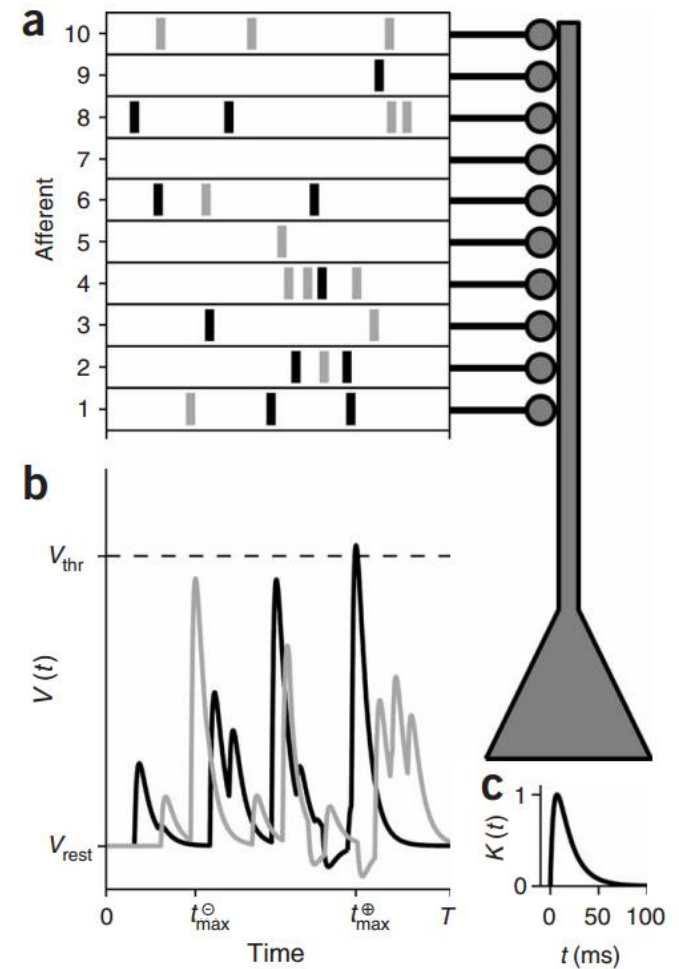 a
10
9
8
7
6
5
4
3
2
1
Afferent
b
V_thr
V (t)
V_rest
0
t_max^⊖
t_max^⊕
T
Time
c
1
K (t)
0
0
50
100
t (ms)